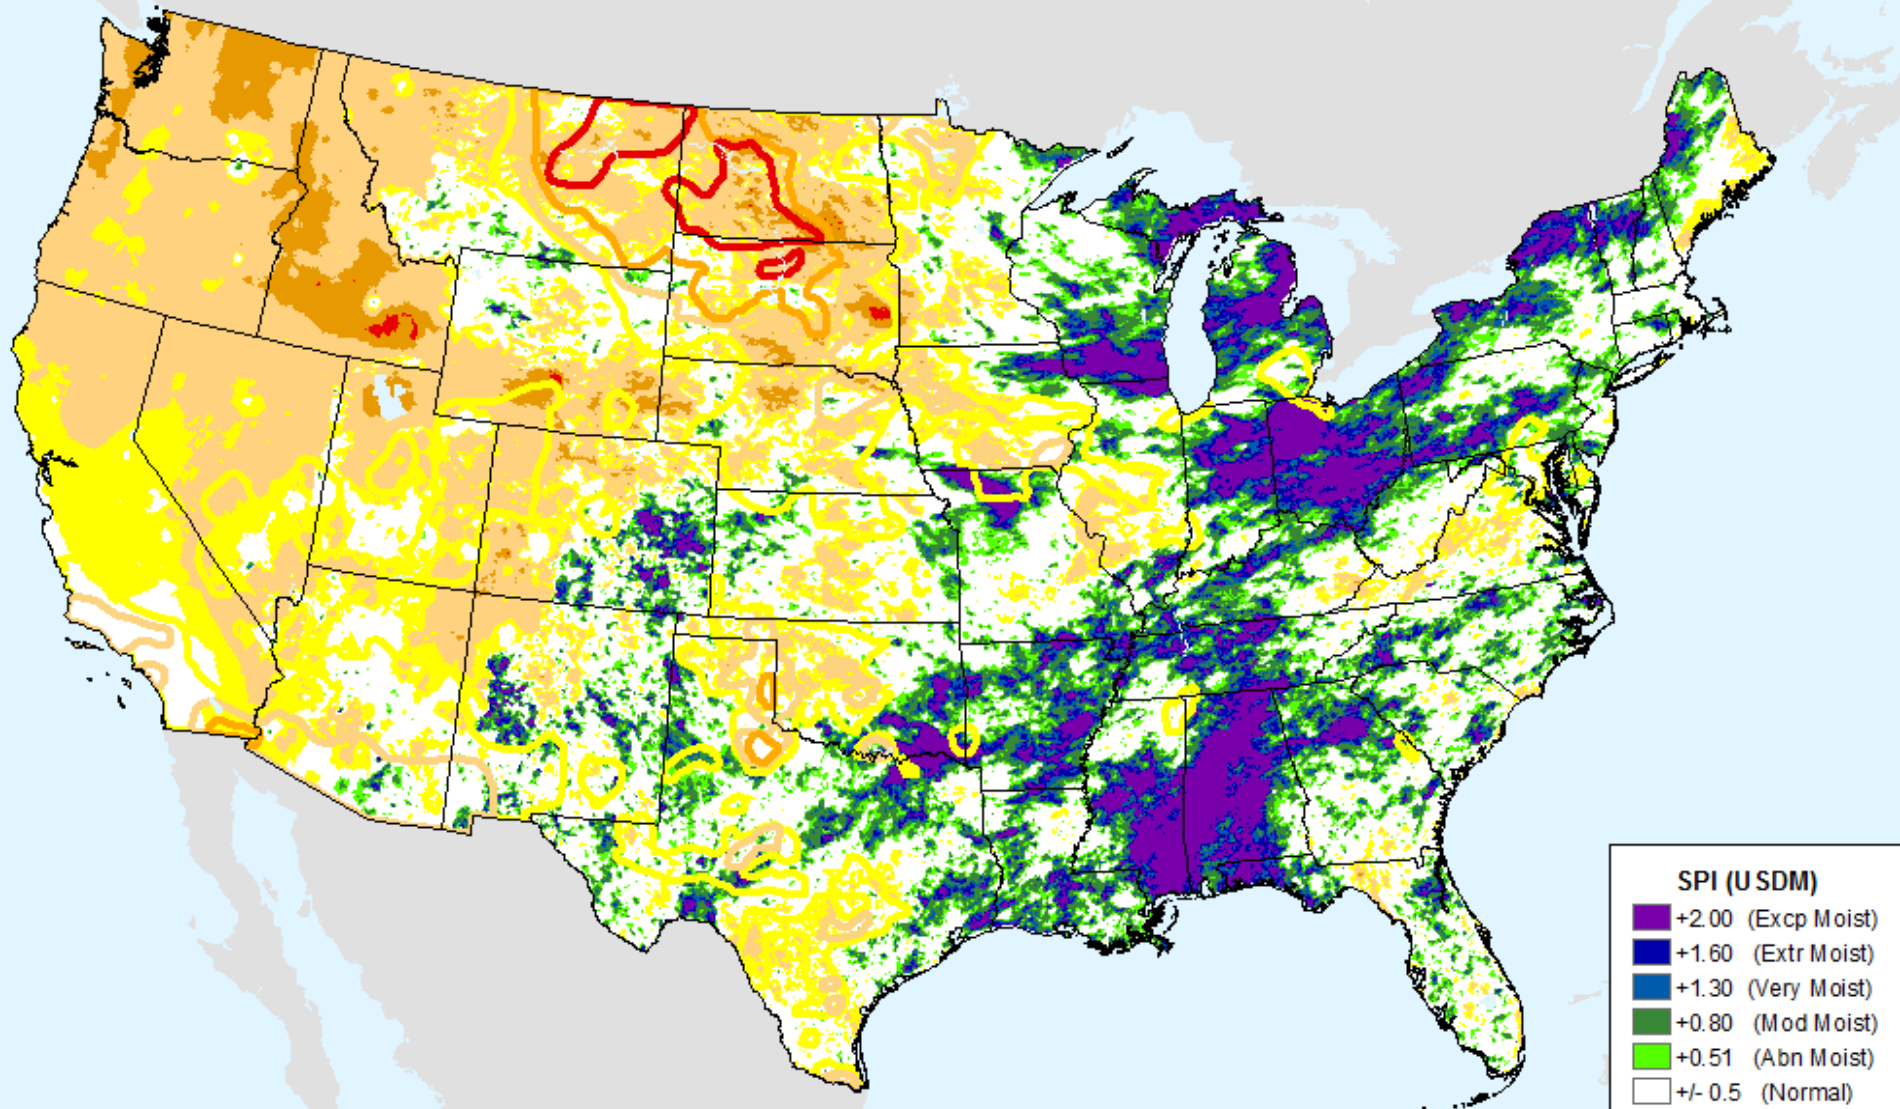 SPI (USDM)
+2.00 (Excp Moist)
+1.60 (Extr Moist)
+1.30 (Very Moist)
+0.80 (Mod Moist)
+0.51 (Abn Moist)
+/- 0.5 (Normal)